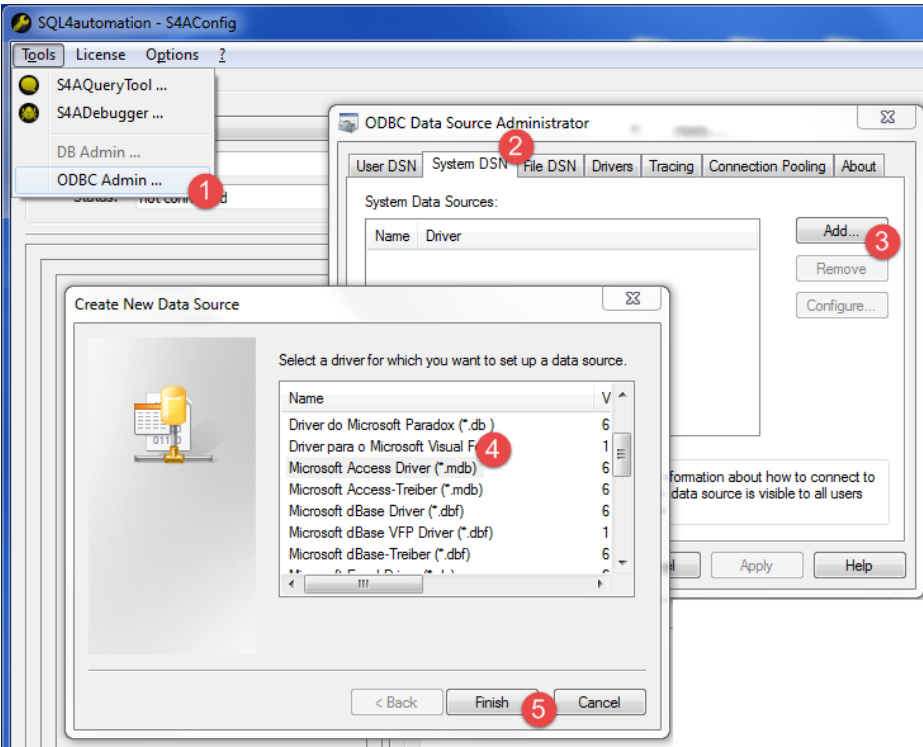 SQL4automation - S4AConfig
Tools License Options ?
S4AQueryTool ...
S4ADebugger ...
DB Admin ...
ODBC Admin ...
1
Status: not connected
ODBC Data Source Administrator
2
User DSN System DSN File DSN Drivers Tracing Connection Pooling About
System Data Sources:
Name Driver
Add...
3
Remove
Configure...
formation about how to connect to
data source is visible to all users
Apply Help
Create New Data Source
Select a driver for which you want to set up a data source.
Name V
Driver do Microsoft Paradox (*.db ) 6
Driver para o Microsoft Visual 1
4
Microsoft Access Driver (*.mdb) 6
Microsoft Access-Treiber (*.mdb) 6
Microsoft dBase Driver (*.dbf) 6
Microsoft dBase VFP Driver (*.dbf) 1
Microsoft dBase-Treiber (*.dbf) 6
01110
< Back Finish Cancel
5